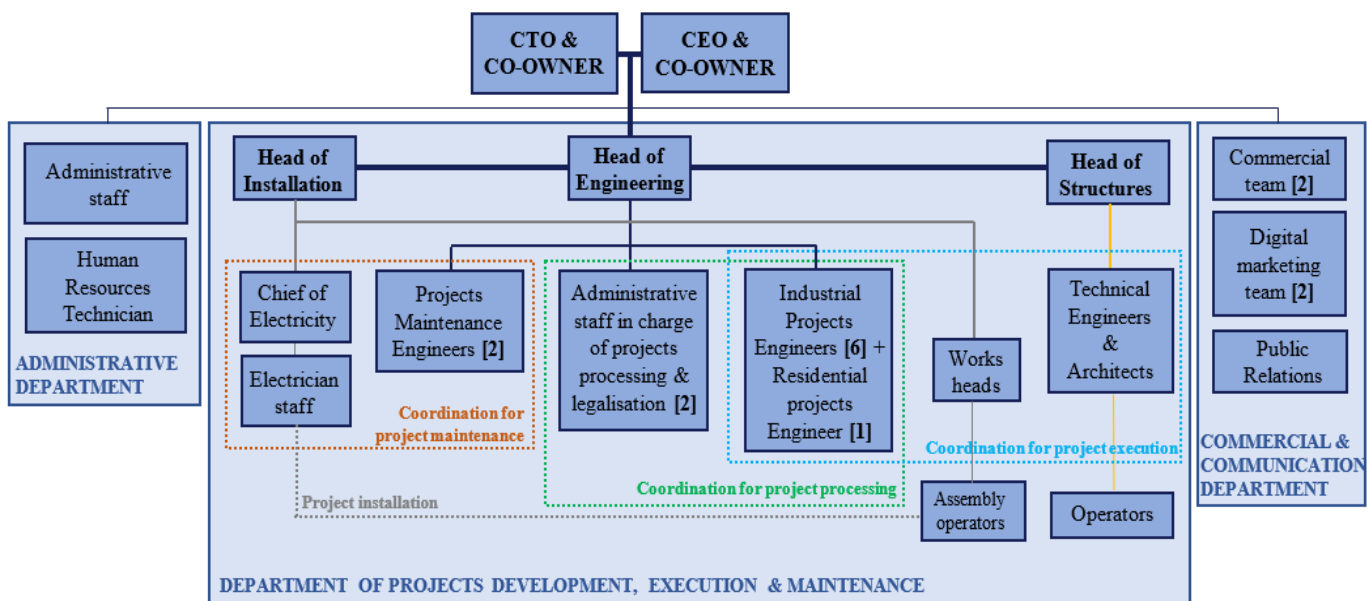 CTO &
CO-OWNER
CEO &
CO-OWNER
Administrative
staff
Human
Resources
Technician
ADMINISTRATIVE
DEPARTMENT
Head of
Installation
Head of
Engineering
Head of
Structures
Chief of
Electricity
Electrician
staff
Projects
Maintenance
Engineers [2]
Coordination for
project maintenance
Administrative
staff in charge
of projects
processing &
legalisation [2]
Industrial
Projects
Engineers [6] +
Residential
projects
Engineer [1]
Coordination for project processing
Works
heads
Technical
Engineers
&
Architects
Coordination for project execution
Project installation
Assembly
operators
Operators
DEPARTMENT OF PROJECTS DEVELOPMENT, EXECUTION & MAINTENANCE
Commercial
team [2]
Digital
marketing
team [2]
Public
Relations
COMMERCIAL &
COMMUNICATION
DEPARTMENT